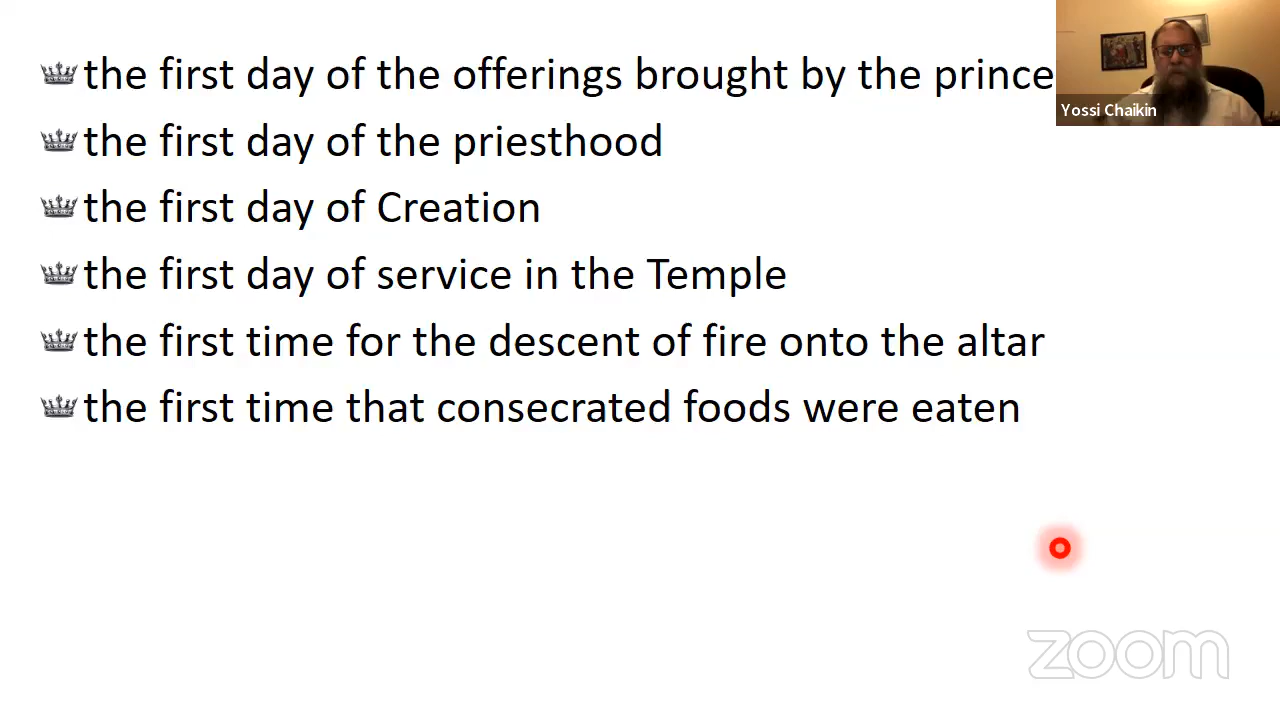 the first day of the offerings brought by the prince
Yossi Chaikin
the first day of the priesthood
the first day of Creation
the first day of service in the Temple
the first time for the descent of fire onto the altar
the first time that consecrated foods were eaten
zoom